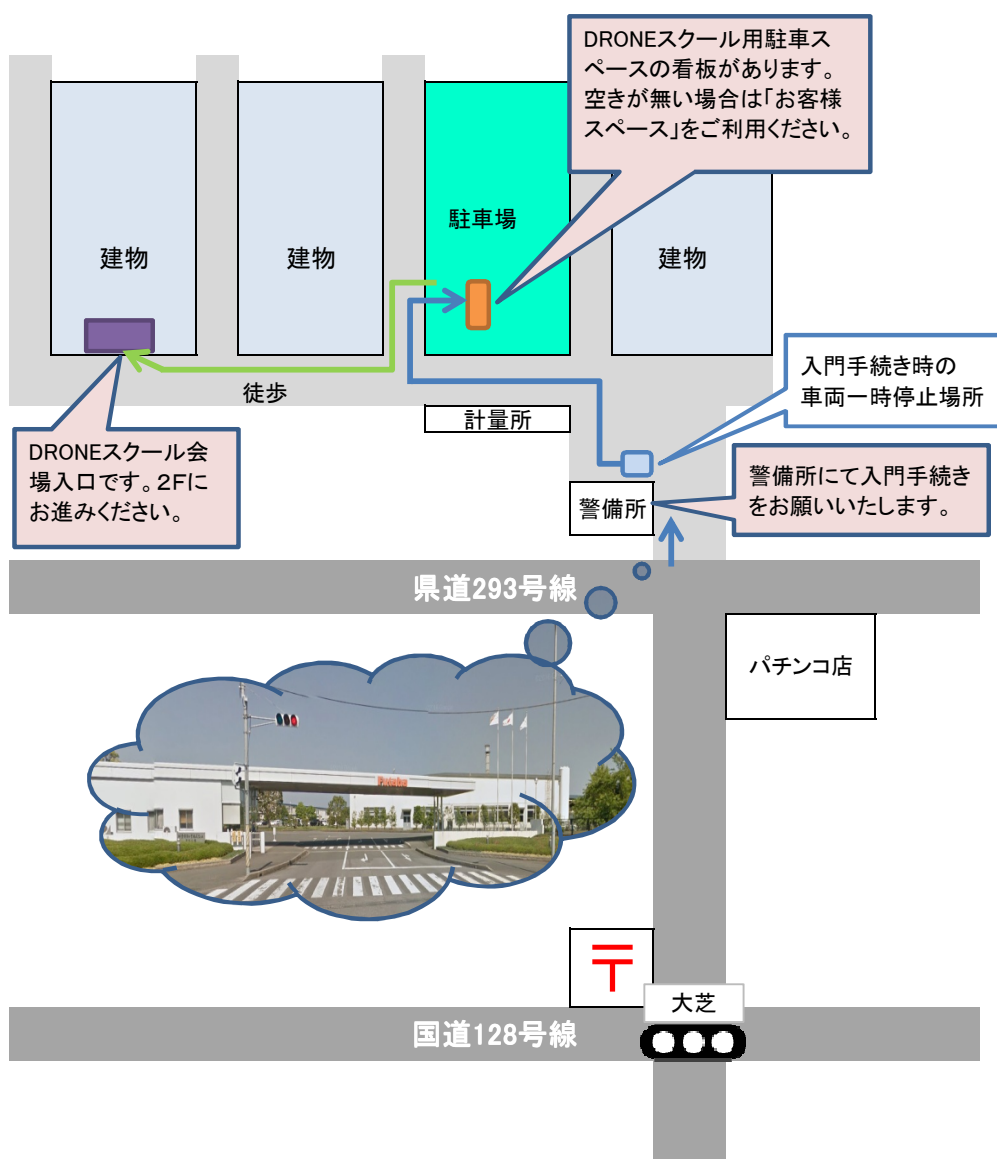 DRONEスクール用駐車ス
ペースの看板があります。
空きが無い場合は「お客様
スペース」をご利用ください。
建物
建物
駐車場
建物
徒歩
計量所
入門手続き時の
車両一時停止場所
DRONEスクール会
場入口です。2Fに
お進みください。
警備所
警備所にて入門手続き
をお願いいたします。
県道293号線
パチンコ店
〒
大芝
国道128号線